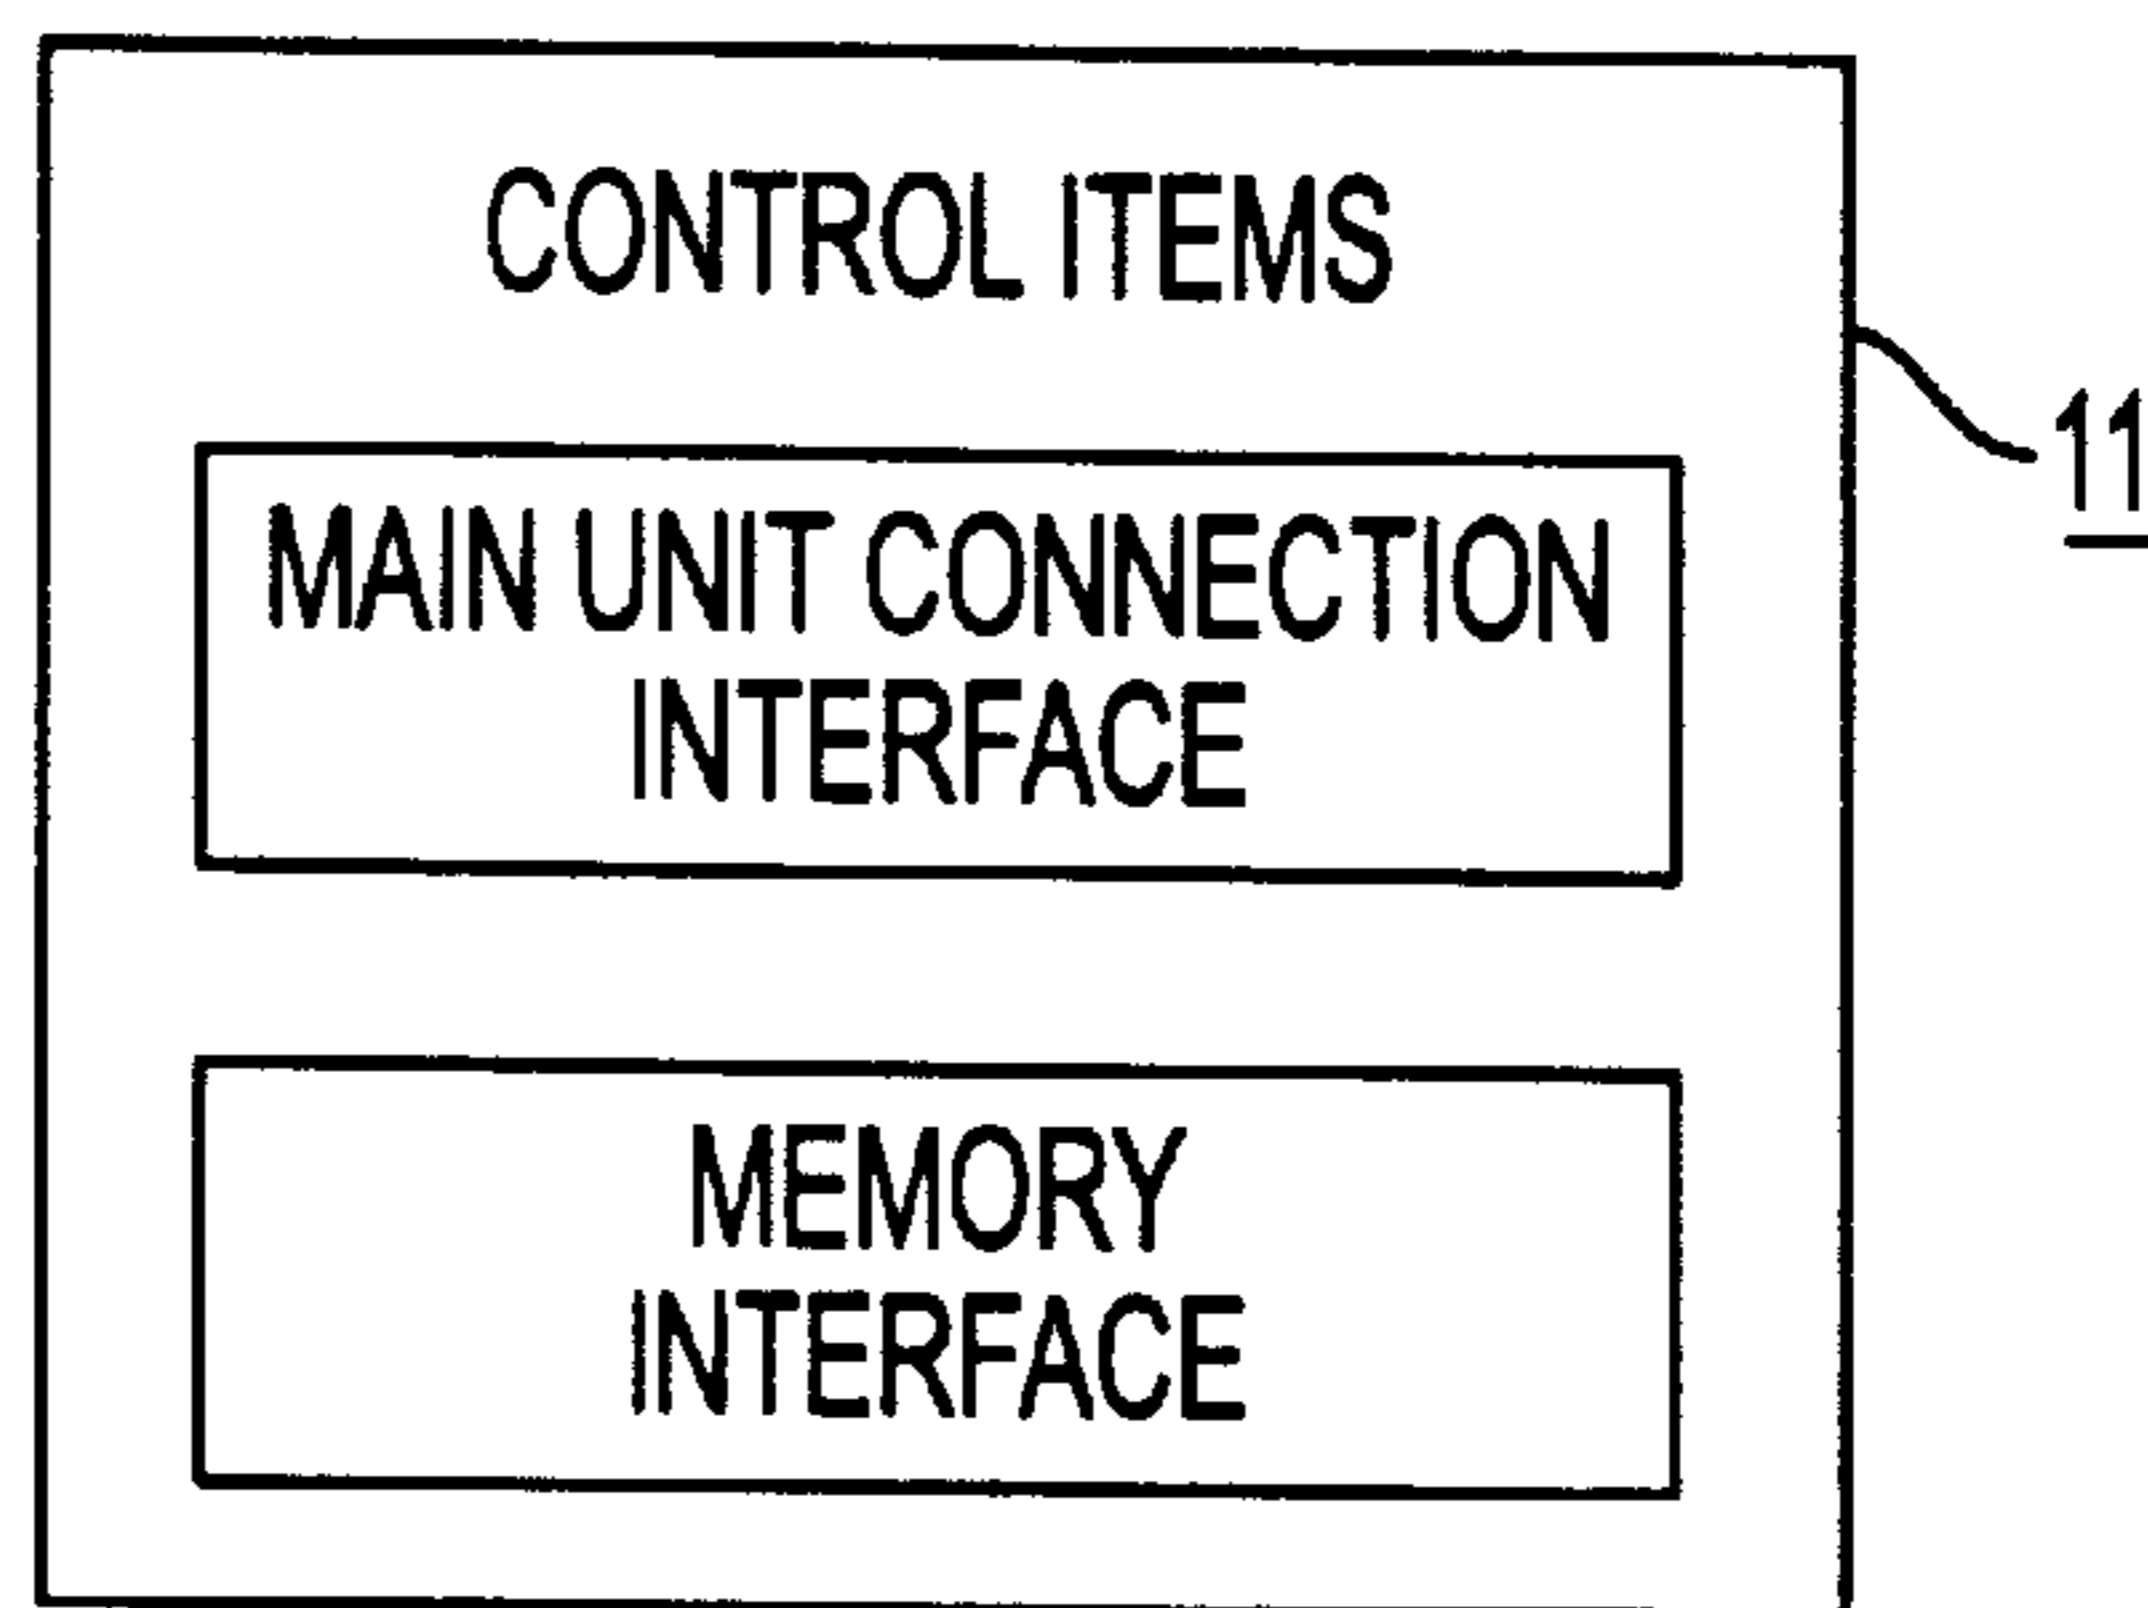 CONTROL ITEMS
11
MAIN UNIT CONNECTION
INTERFACE
MEMORY
INTERFACE